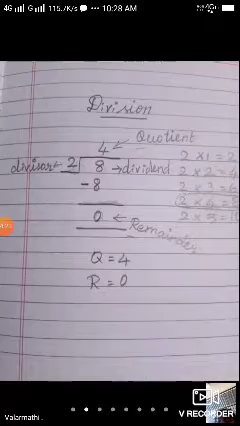 4G G 115.7K/s ... 10:28 AM
Division
4
Quotient
divisor 2 8 → dividend
-8
0 ← Remainder
Q = 4
R = 0
2 × 1 = 2
2 × 2 = 4
2 × 3 = 6
2 × 4 = 8
2 × 5 = 10
V RECORDER
Valarmathi .